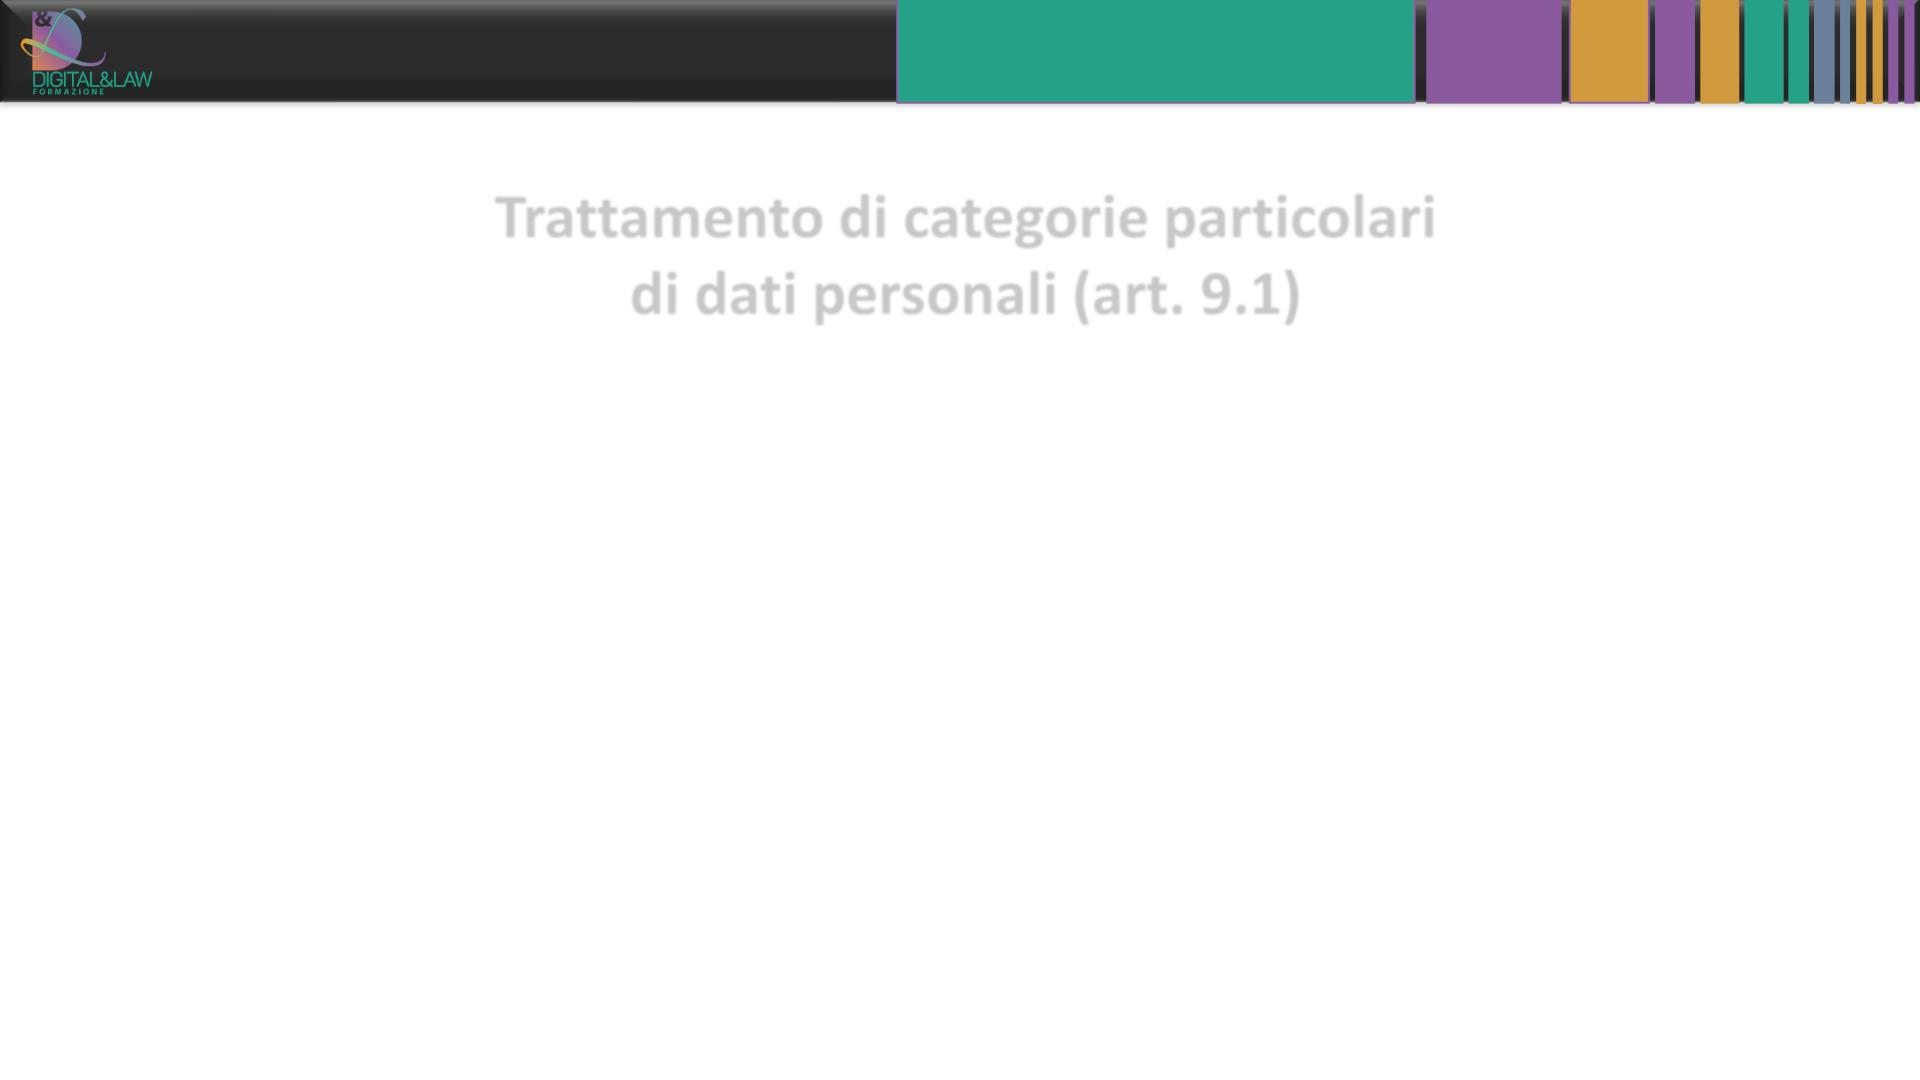 &
DIGITAL&LAW
FORMAZIONE
Trattamento di categorie particolari
di dati personali (art. 9.1)